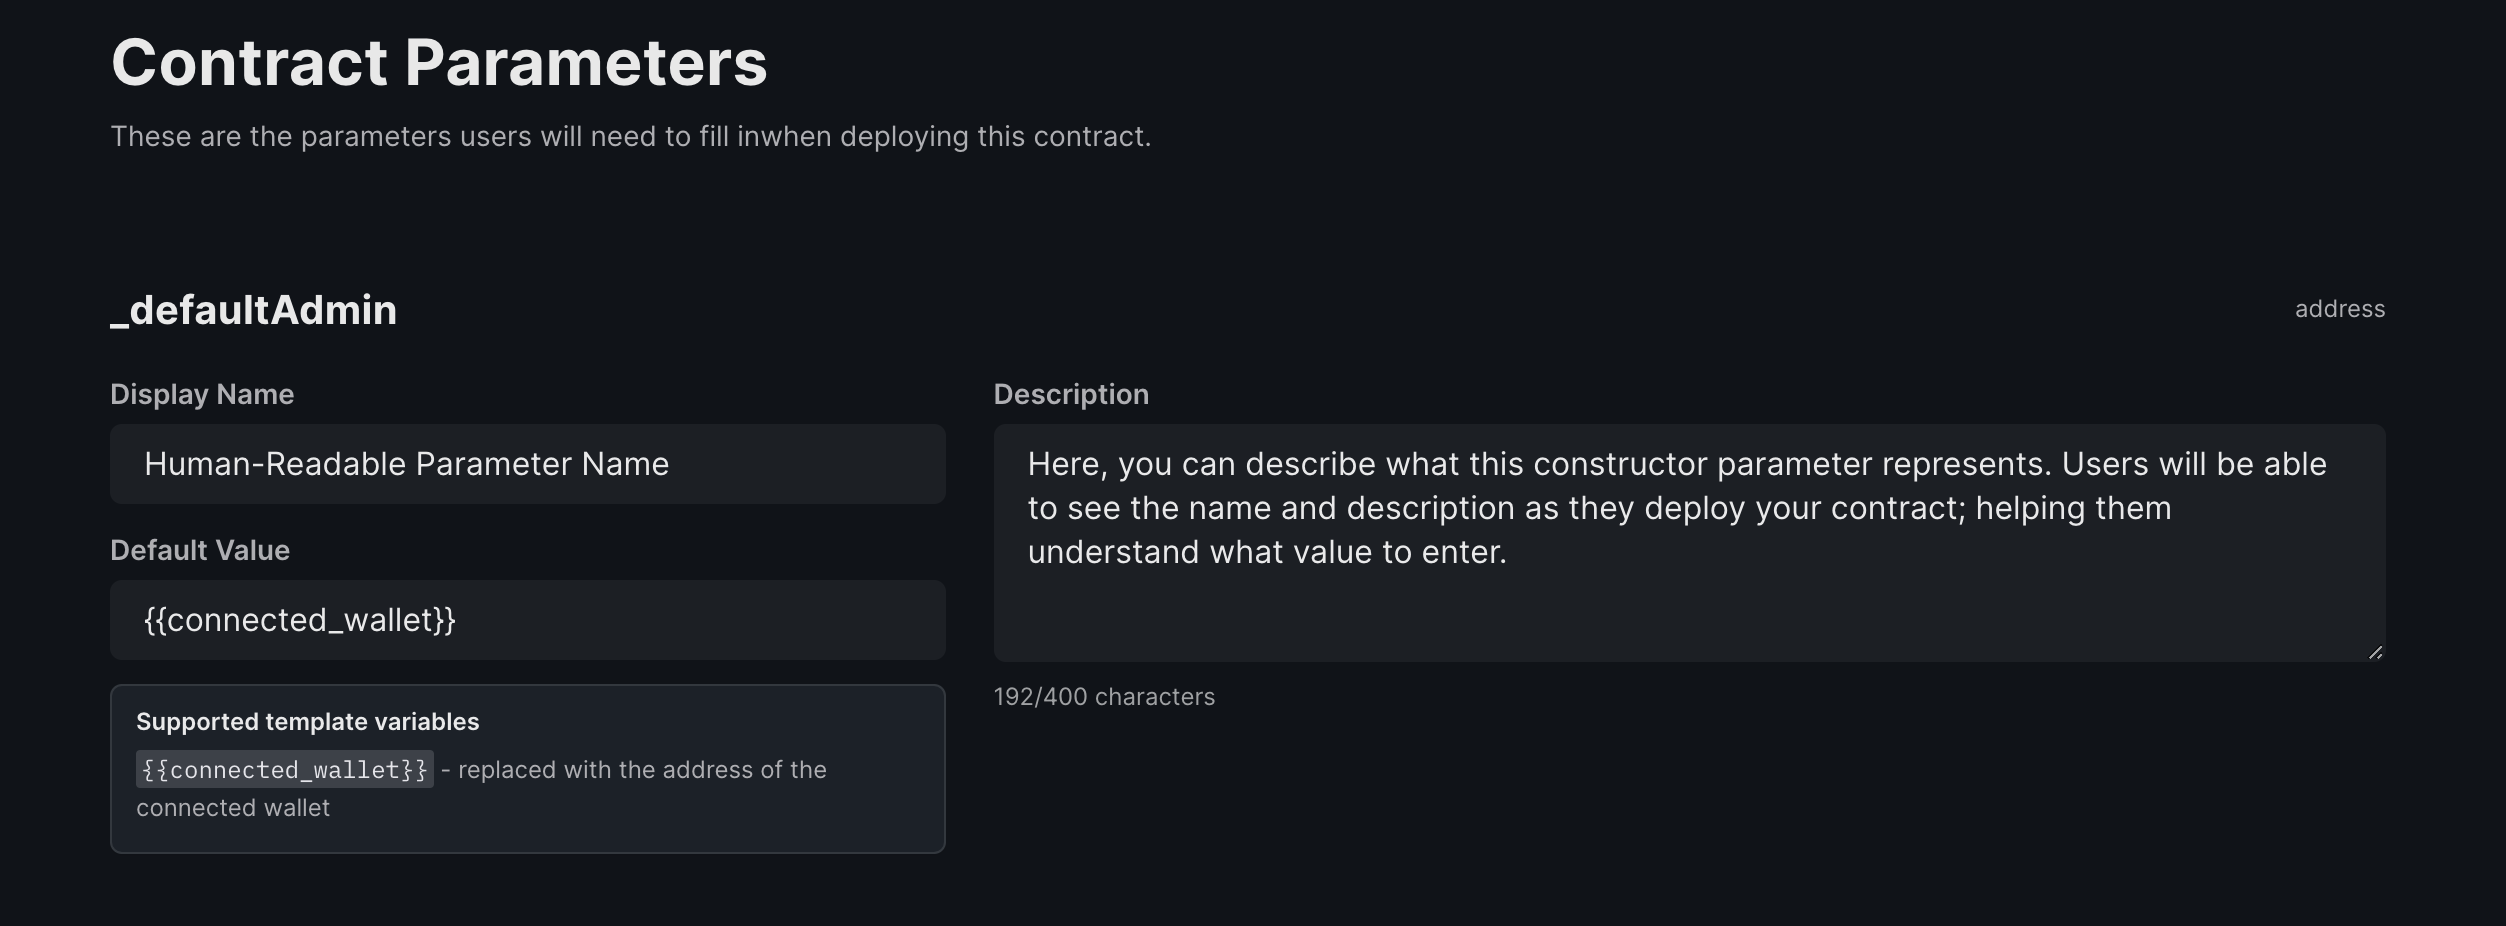 Contract Parameters
These are the parameters users will need to fill inwhen deploying this contract.
_defaultAdmin
address
Display Name
Human-Readable Parameter Name
Default Value
{{connected_wallet}}
Supported template variables
{{connected_wallet}} - replaced with the address of the
connected wallet
Description
Here, you can describe what this constructor parameter represents. Users will be able
to see the name and description as they deploy your contract; helping them
understand what value to enter.
192/400 characters